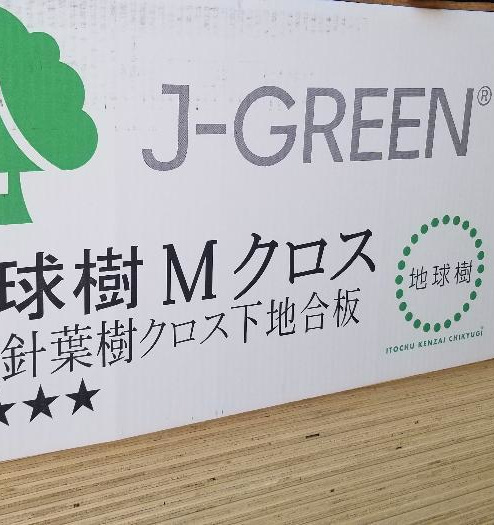 J-GREEN®
球樹Mクロス
針葉樹クロス下地合板
★★★
地球樹
ITOCHU KENZAI CHIKYUGI